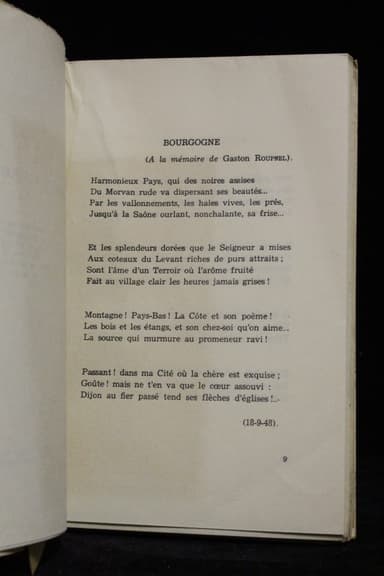 BOURGOGNE
(A la mémoire de Gaston ROUPNEL).
Harmonieux Pays, qui des noires assises
Du Morvan rude va dispersant ses beautés...
Par les vallonnements, les haies vives, les prés,
Jusqu'à la Saône ourlant, nonchalante, sa frise...
Et les splendeurs dorées que le Seigneur a mises
Aux coteaux du Levant riches de purs attraits ;
Sont l'âme d'un Terroir où l'arôme fruité
Fait au village clair les heures jamais grises !
Montagne ! Pays-Bas ! La Côte et son poème !
Les bois et les étangs, et son chez-soi qu'on aime...
La source qui murmure au promeneur ravi !
Passant ! dans ma Cité où la chère est exquise ;
Goûte ! mais ne t'en va que le cœur assouvi :
Dijon au fier passé tend ses flèches d'églises !...
(18-9-48).
9